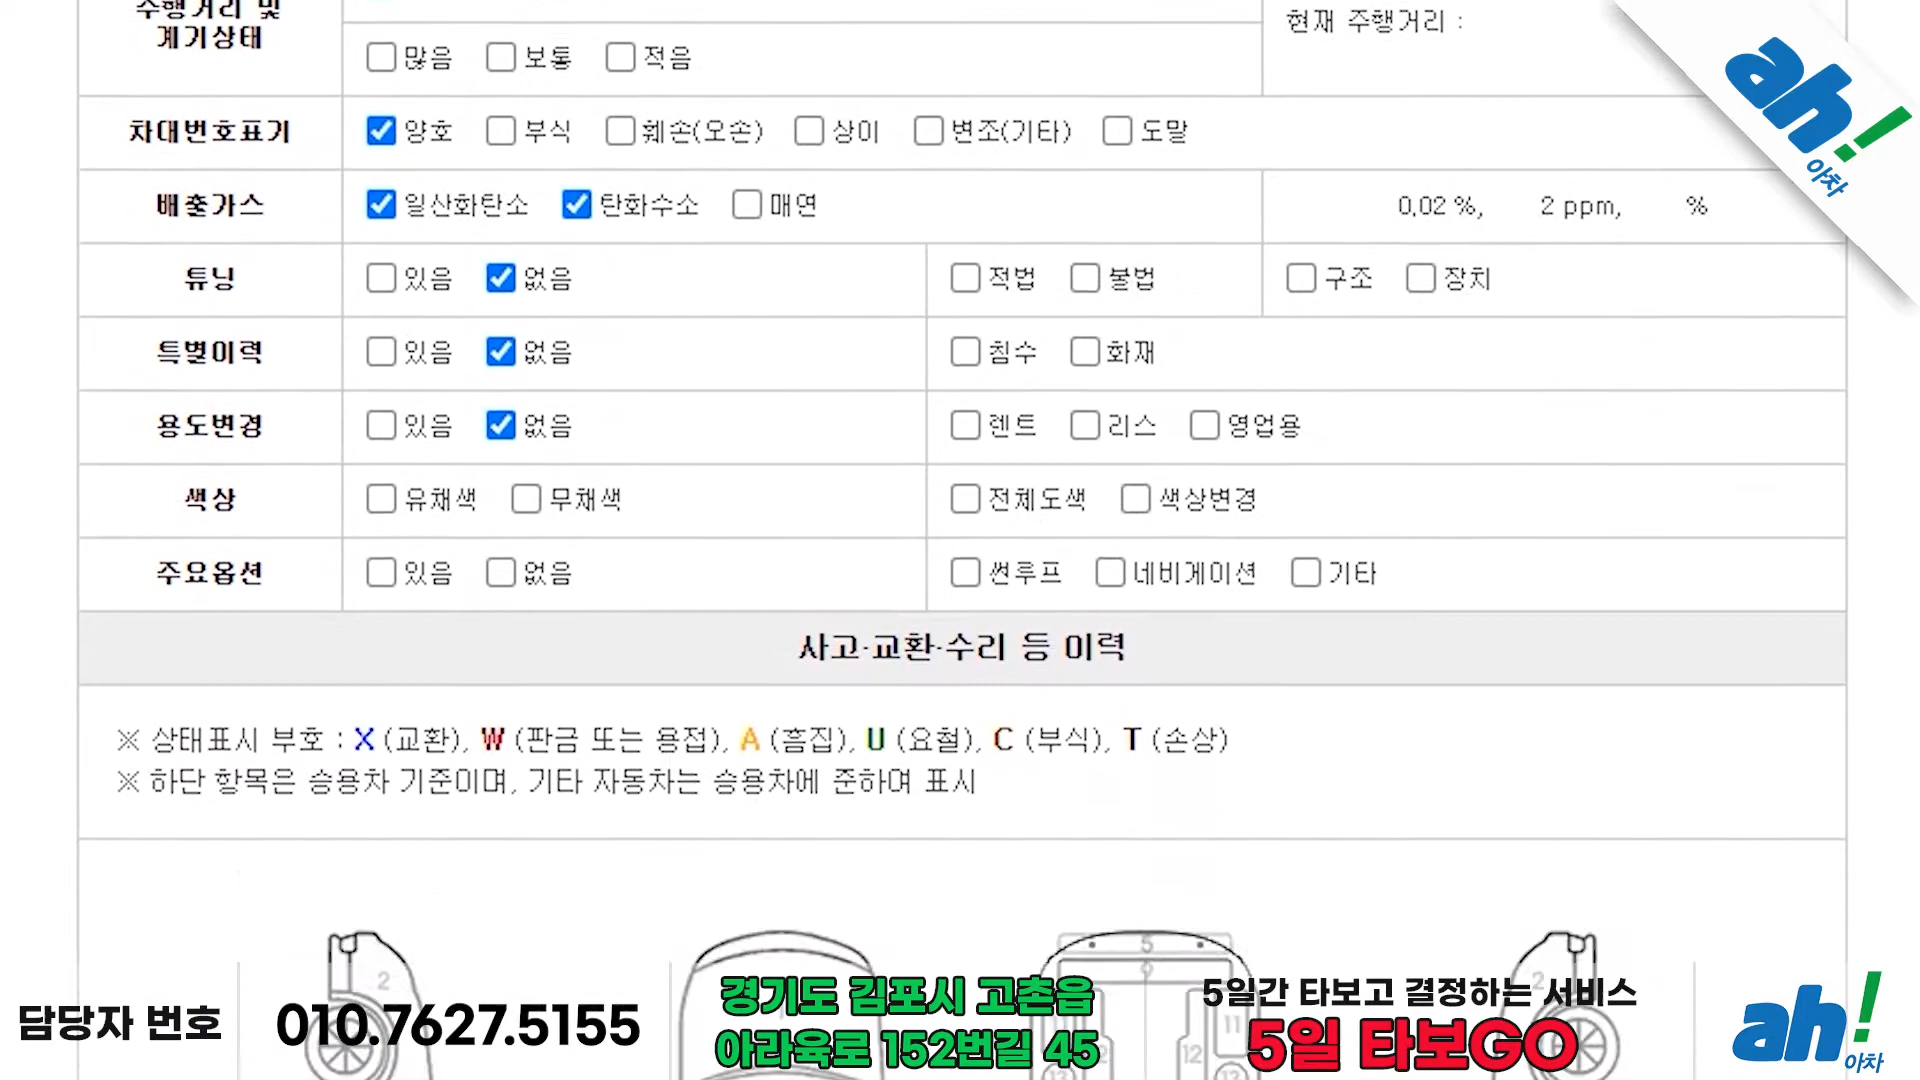 주행거리 및
계기상태
현재 주행거리 :
많음 보통 적음
차대번호표기 양호 부식 훼손(오손) 상이 변조(기타) 도말
배출가스 일산화탄소 탄화수소 매연 0.02 %, 2 ppm, %
튜닝 있음 없음 적법 불법 구조 장치
특별이력 있음 없음 침수 화재
용도변경 있음 없음 렌트 리스 영업용
색상 유채색 무채색 전체도색 색상변경
주요옵션 있음 없음 썬루프 네비게이션 기타
사고·교환·수리 등 이력
※ 상태표시 부호 : X (교환), W (판금 또는 용접), A (흠집), U (요철), C (부식), T (손상)
※ 하단 항목은 승용차 기준이며, 기타 자동차는 승용차에 준하여 표시
ah!
아차
2
5
2
11
12
담당자 번호 010.7627.5155
경기도 김포시 고촌읍
아라육로 152번길 45
5일간 타보고 결정하는 서비스
5일 타보GO
ah!
아차